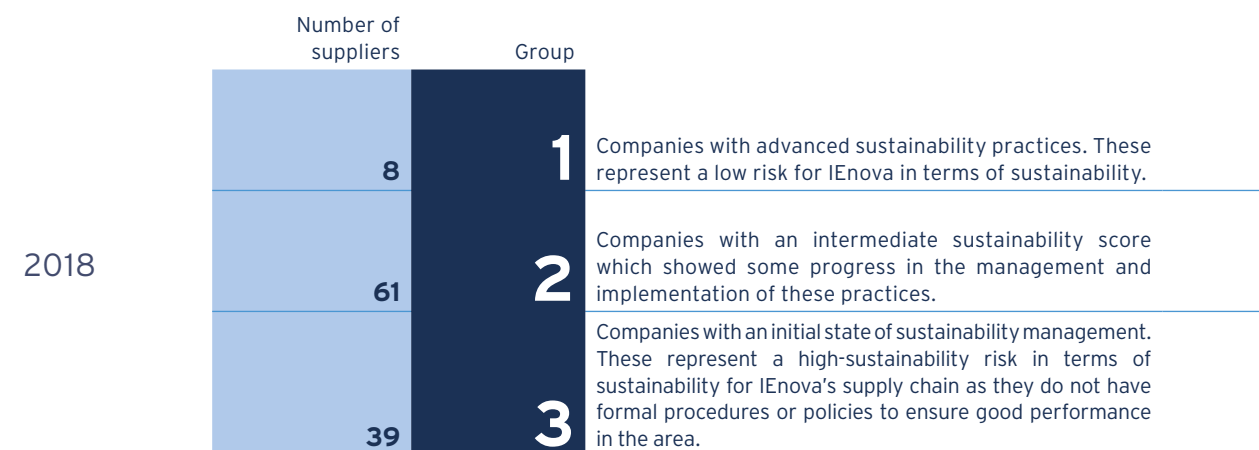 Number of
suppliers
Group
8
1
Companies with advanced sustainability practices. These
represent a low risk for IEnova in terms of sustainability.
2018
61
2
Companies with an intermediate sustainability score
which showed some progress in the management and
implementation of these practices.
39
3
Companies with an initial state of sustainability management.
These represent a high-sustainability risk in terms of
sustainability for IEnova's supply chain as they do not have
formal procedures or policies to ensure good performance
in the area.